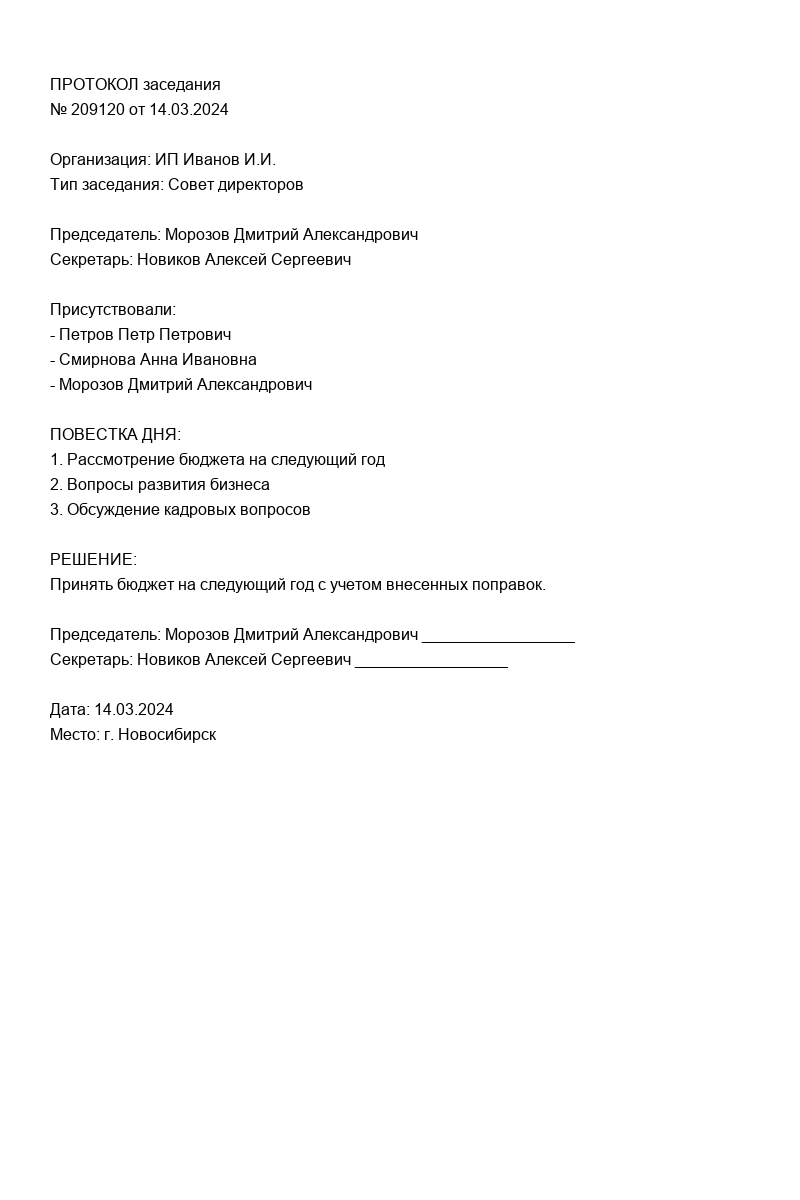 ПРОТОКОЛ заседания
№ 209120 от 14.03.2024
Организация: ИП Иванов И.И.
Тип заседания: Совет директоров
Председатель: Морозов Дмитрий Александрович
Секретарь: Новиков Алексей Сергеевич
Присутствовали:
- Петров Петр Петрович
- Смирнова Анна Ивановна
- Морозов Дмитрий Александрович
ПОВЕСТКА ДНЯ:
1. Рассмотрение бюджета на следующий год
2. Вопросы развития бизнеса
3. Обсуждение кадровых вопросов
РЕШЕНИЕ:
Принять бюджет на следующий год с учетом внесенных поправок.
Председатель: Морозов Дмитрий Александрович _________________
Секретарь: Новиков Алексей Сергеевич _________________
Дата: 14.03.2024
Место: г. Новосибирск